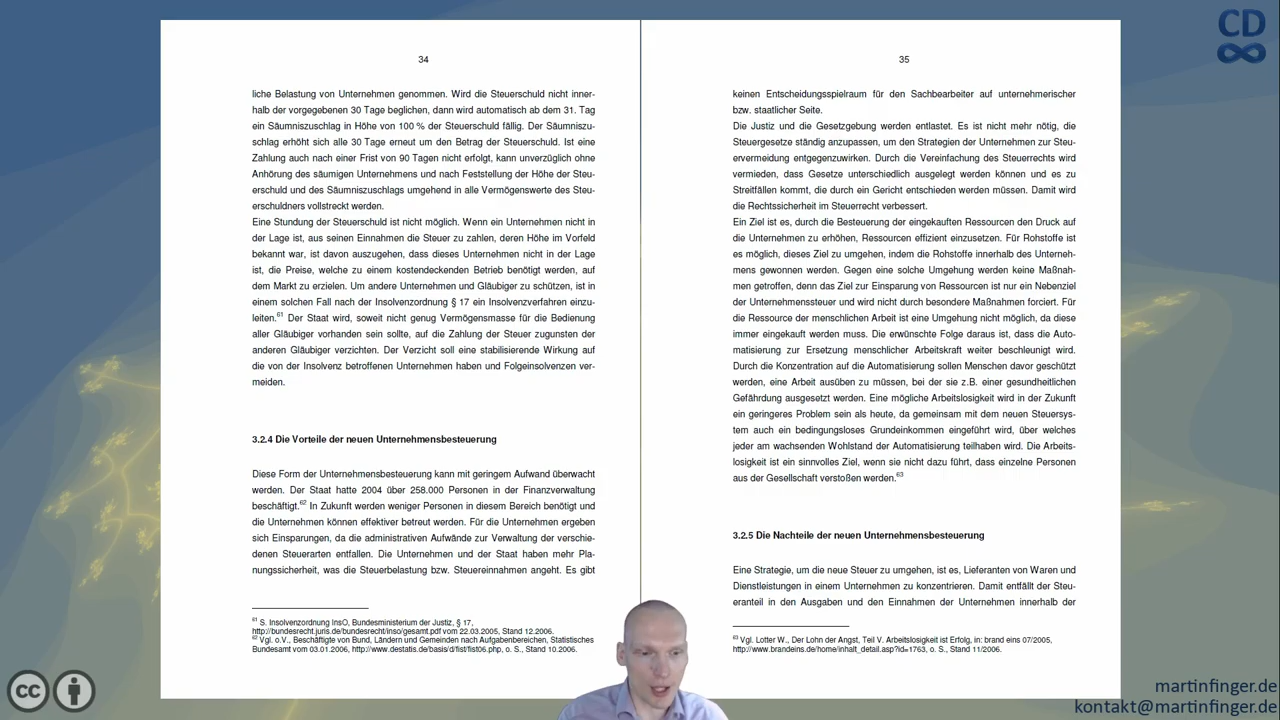 34
liche Belastung von Unternehmen genommen. Wird die Steuerschuld nicht inner-
halb der vorgegebenen 30 Tage beglichen, dann wird automatisch ab dem 31. Tag
ein Säumniszuschlag in Höhe von 100 % der Steuerschuld fällig. Der Säumniszu-
schlag erhöht sich alle 30 Tage erneut um den Betrag der Steuerschuld. Ist eine
Zahlung auch nach einer Frist von 90 Tagen nicht erfolgt, kann unverzüglich ohne
Anhörung des säumigen Unternehmens und nach Feststellung der Höhe der Steu-
erschuld und des Säumniszuschlags umgehend in alle Vermögenswerte des Steu-
erschuldners vollstreckt werden.
Eine Stundung der Steuerschuld ist nicht möglich. Wenn ein Unternehmen nicht in
der Lage ist, aus seinen Einnahmen die Steuer zu zahlen, deren Höhe im Vorfeld
bekannt war, ist davon auszugehen, dass dieses Unternehmen nicht in der Lage
ist, die Preise, welche zu einem kostendeckenden Betrieb benötigt werden, auf
dem Markt zu erzielen. Um andere Unternehmen und Gläubiger zu schützen, ist in
einem solchen Fall nach der Insolvenzordnung § 17 ein Insolvenzverfahren einzu-
leiten.61 Der Staat wird, soweit nicht genug Vermögensmasse für die Bedienung
aller Gläubiger vorhanden sein sollte, auf die Zahlung der Steuer zugunsten der
anderen Gläubiger verzichten. Der Verzicht soll eine stabilisierende Wirkung auf
die von der Insolvenz betroffenen Unternehmen haben und Folgeinsolvenzen ver-
meiden.
3.2.4 Die Vorteile der neuen Unternehmensbesteuerung
Diese Form der Unternehmensbesteuerung kann mit geringem Aufwand überwacht
werden. Der Staat hatte 2004 über 258.000 Personen in der Finanzverwaltung
beschäftigt.62 In Zukunft werden weniger Personen in diesem Bereich benötigt und
die Unternehmen können effektiver betreut werden. Für die Unternehmen ergeben
sich Einsparungen, da die administrativen Aufwände zur Verwaltung der verschie-
denen Steuerarten entfallen. Die Unternehmen und der Staat haben mehr Pla-
nungssicherheit, was die Steuerbelastung bzw. Steuereinnahmen angeht. Es gibt
61 S. Insolvenzordnung InsO, Bundesministerium der Justiz, § 17,
http://bundesrecht.juris.de/bundesrecht/inso/gesamt.pdf vom 22.03.2005, Stand 12.2006.
62 Vgl. o.V., Beschäftigte von Bund, Ländern und Gemeinden nach Aufgabenbereichen, Statistisches
Bundesamt vom 03.01.2006, http://www.destatis.de/basis/d/fist/fist06.php, o. S., Stand 10.2006.
35
keinen Entscheidungsspielraum für den Sachbearbeiter auf unternehmerischer
bzw. staatlicher Seite.
Die Justiz und die Gesetzgebung werden entlastet. Es ist nicht mehr nötig, die
Steuergesetze ständig anzupassen, um den Strategien der Unternehmen zur Steu-
ervermeidung entgegenzuwirken. Durch die Vereinfachung des Steuerrechts wird
vermieden, dass Gesetze unterschiedlich ausgelegt werden können und es zu
Streitfällen kommt, die durch ein Gericht entschieden werden müssen. Damit wird
die Rechtssicherheit im Steuerrecht verbessert.
Ein Ziel ist es, durch die Besteuerung der eingekauften Ressourcen den Druck auf
die Unternehmen zu erhöhen, Ressourcen effizient einzusetzen. Für Rohstoffe ist
es möglich, dieses Ziel zu umgehen, indem die Rohstoffe innerhalb des Unterneh-
mens gewonnen werden. Gegen eine solche Umgehung werden keine Maßnah-
men getroffen, denn das Ziel zur Einsparung von Ressourcen ist nur ein Nebenziel
der Unternehmenssteuer und wird nicht durch besondere Maßnahmen forciert. Für
die Ressource der menschlichen Arbeit ist eine Umgehung nicht möglich, da diese
immer eingekauft werden muss. Die erwünschte Folge daraus ist, dass die Auto-
matisierung zur Ersetzung menschlicher Arbeitskraft weiter beschleunigt wird.
Durch die Konzentration auf die Automatisierung sollen Menschen davor geschützt
werden, eine Arbeit ausüben zu müssen, bei der sie z.B. einer gesundheitlichen
Gefährdung ausgesetzt werden. Eine mögliche Arbeitslosigkeit wird in der Zukunft
ein geringeres Problem sein als heute, da gemeinsam mit dem neuen Steuersys-
tem auch ein bedingungsloses Grundeinkommen eingeführt wird, über welches
jeder am wachsenden Wohlstand der Automatisierung teilhaben wird. Die Arbeits-
losigkeit ist ein sinnvolles Ziel, wenn sie nicht dazu führt, dass einzelne Personen
aus der Gesellschaft verstoßen werden.63
3.2.5 Die Nachteile der neuen Unternehmensbesteuerung
Eine Strategie, um die neue Steuer zu umgehen, ist es, Lieferanten von Waren und
Dienstleistungen in einem Unternehmen zu konzentrieren. Damit entfällt der Steu-
eranteil in den Ausgaben und den Einnahmen der Unternehmen innerhalb der
63 Vgl. Lotter W., Der Lohn der Angst, Teil V. Arbeitslosigkeit ist Erfolg, in: brand eins 07/2005,
http://www.brandeins.de/home/inhalt_detail.asp?id=1763, o. S., Stand 11/2006.
CD
cc
martinfinger.de
kontakt@martinfinger.de